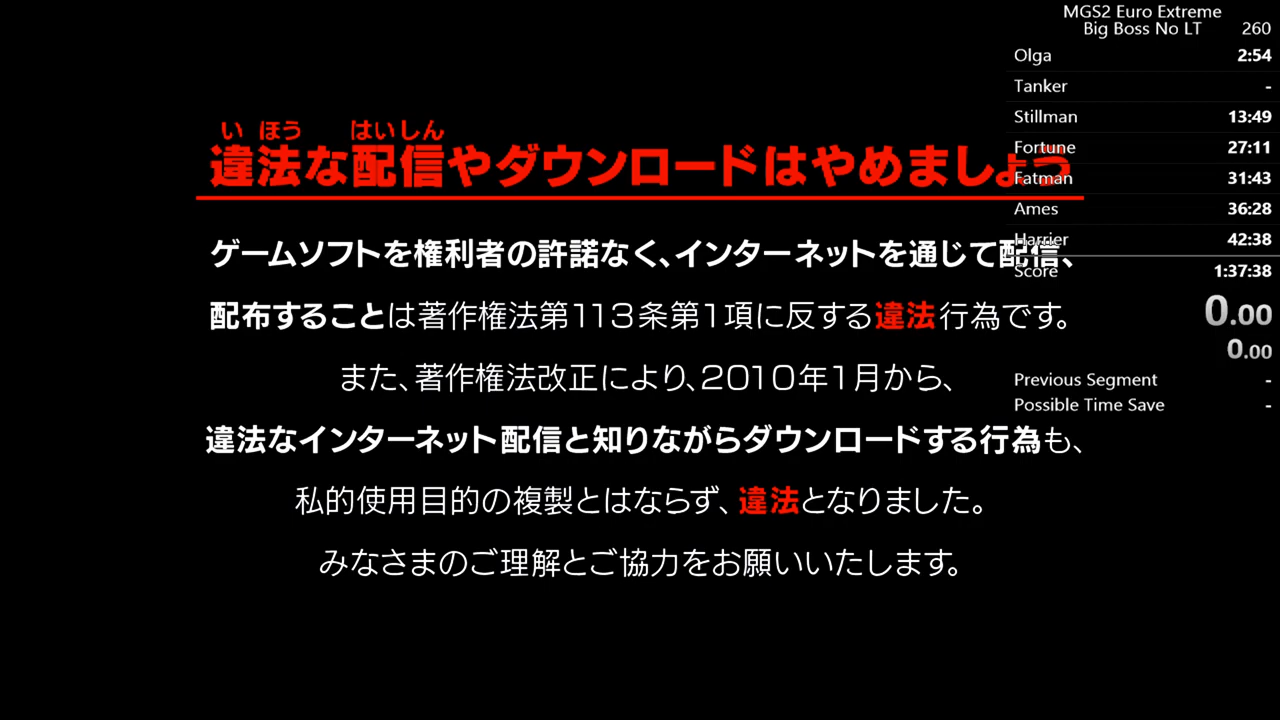 MGS2 Euro Extreme
Big Boss No LT 260
Olga 2:54
Tanker -
Stillman 13:49
Fortune 27:11
Fatman 31:43
Ames 36:28
Harrier 42:38
Score 1:37:38
0.00
0.00
Previous Segment -
Possible Time Save -
い ほう はいしん
違法な配信やダウンロードはやめましょう
ゲームソフトを権利者の許諾なく、インターネットを通じて配信、
配布することは著作権法第113条第1項に反する違法行為です。
また、著作権法改正により、2010年1月から、
違法なインターネット配信と知りながらダウンロードする行為も、
私的使用目的の複製とはならず、違法となりました。
みなさまのご理解とご協力をお願いいたします。